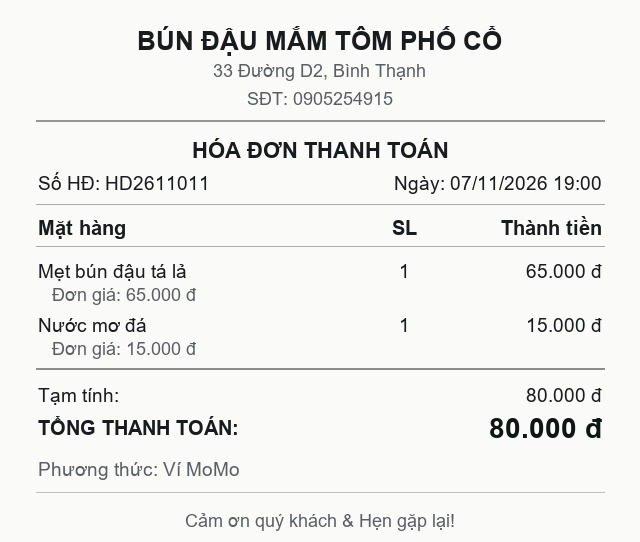 BÚN ĐẬU MẮM TÔM PHỐ CỔ
33 Đường D2, Bình Thạnh
SĐT: 0905254915
HÓA ĐƠN THANH TOÁN
Số HĐ: HD2611011 Ngày: 07/11/2026 19:00
Mặt hàng SL Thành tiền
Mẹt bún đậu tá lả 1 65.000 đ
Đơn giá: 65.000 đ
Nước mơ đá 1 15.000 đ
Đơn giá: 15.000 đ
Tạm tính: 80.000 đ
TỔNG THANH TOÁN: 80.000 đ
Phương thức: Ví MoMo
Cảm ơn quý khách & Hẹn gặp lại!